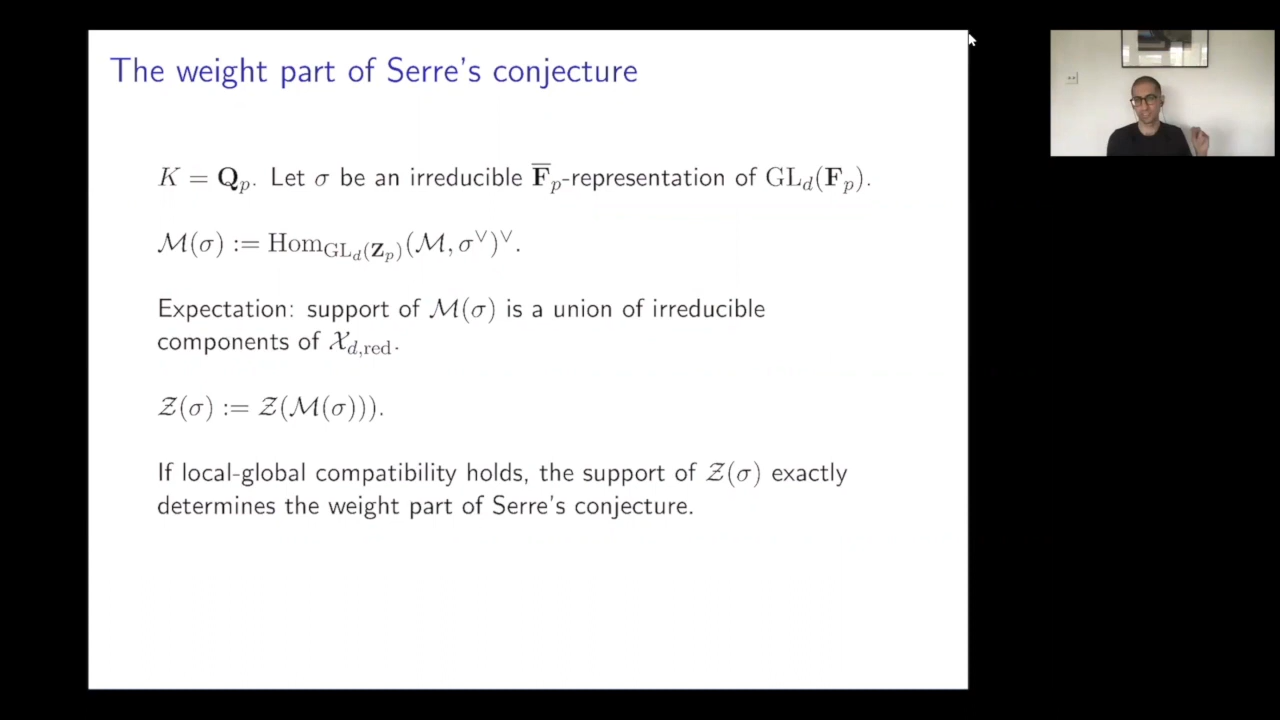 The weight part of Serre's conjecture
K = Q_p. Let σ be an irreducible F̅_p-representation of GL_d(F_p).
ℳ(σ) := Hom_{GL_d(Z_p)}(ℳ, σ^∨)^∨.
Expectation: support of ℳ(σ) is a union of irreducible
components of 𝒳_{d,red}.
𝒵(σ) := 𝒵(ℳ(σ))).
If local-global compatibility holds, the support of 𝒵(σ) exactly
determines the weight part of Serre's conjecture.